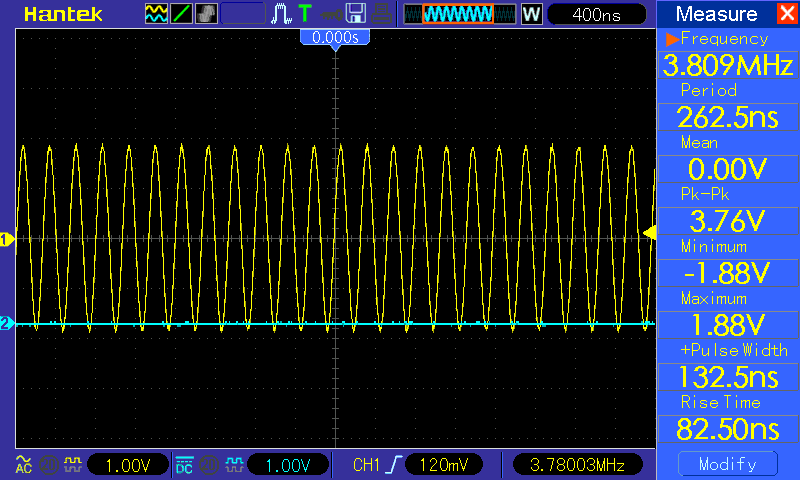 Hantek
T
W
400ns
0.000s
Measure
Frequency
3.809MHz
Period
262.5ns
Mean
0.00V
Pk-Pk
3.76V
Minimum
-1.88V
Maximum
1.88V
+Pulse Width
132.5ns
Rise Time
82.50ns
Modify
1
2
AC
20
1.00V
DC
20
1.00V
CH1
120mV
3.78003MHz